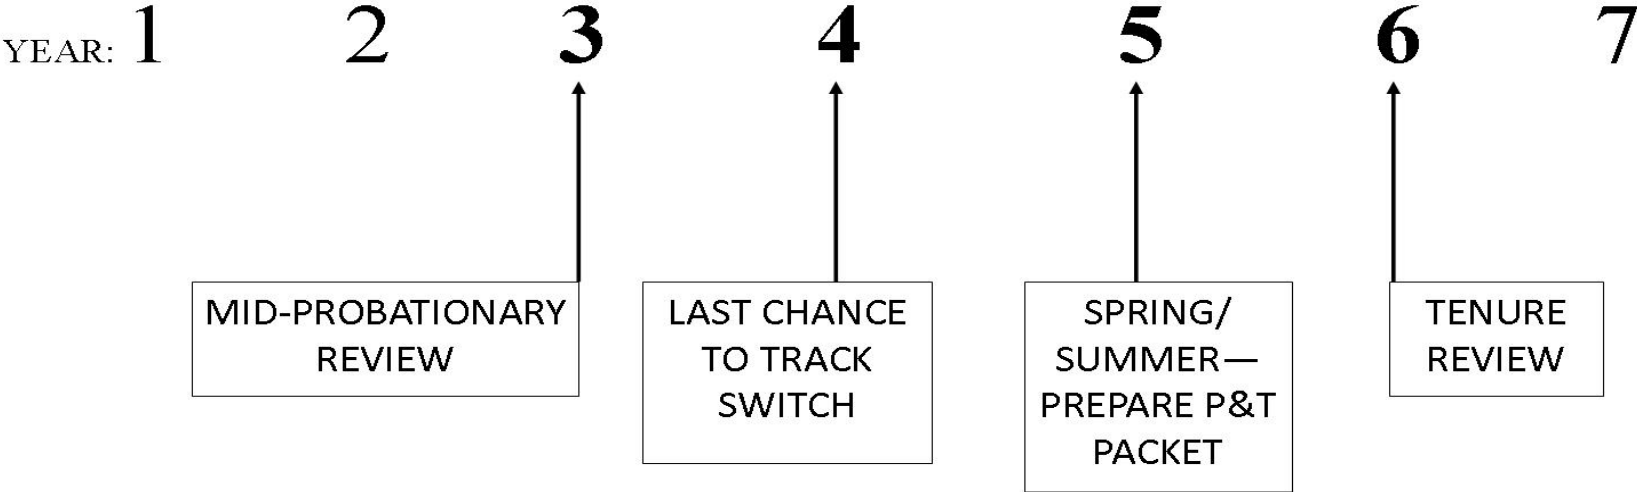 YEAR: 1 2 3 4 5 6 7
MID-PROBATIONARY
REVIEW
LAST CHANCE
TO TRACK
SWITCH
SPRING/
SUMMER—
PREPARE P&T
PACKET
TENURE
REVIEW